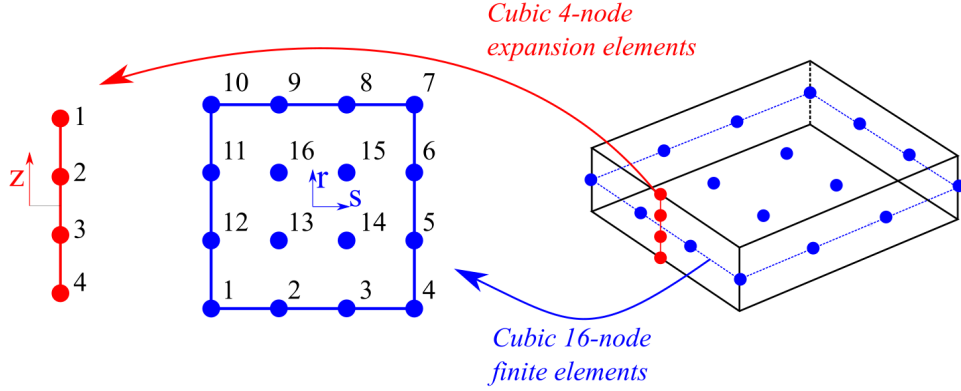 Cubic 4-node
expansion elements
10 9 8 7
1
11 16 15 6
2
z r
s
3
12 13 14 5
4
1 2 3 4
Cubic 16-node
finite elements